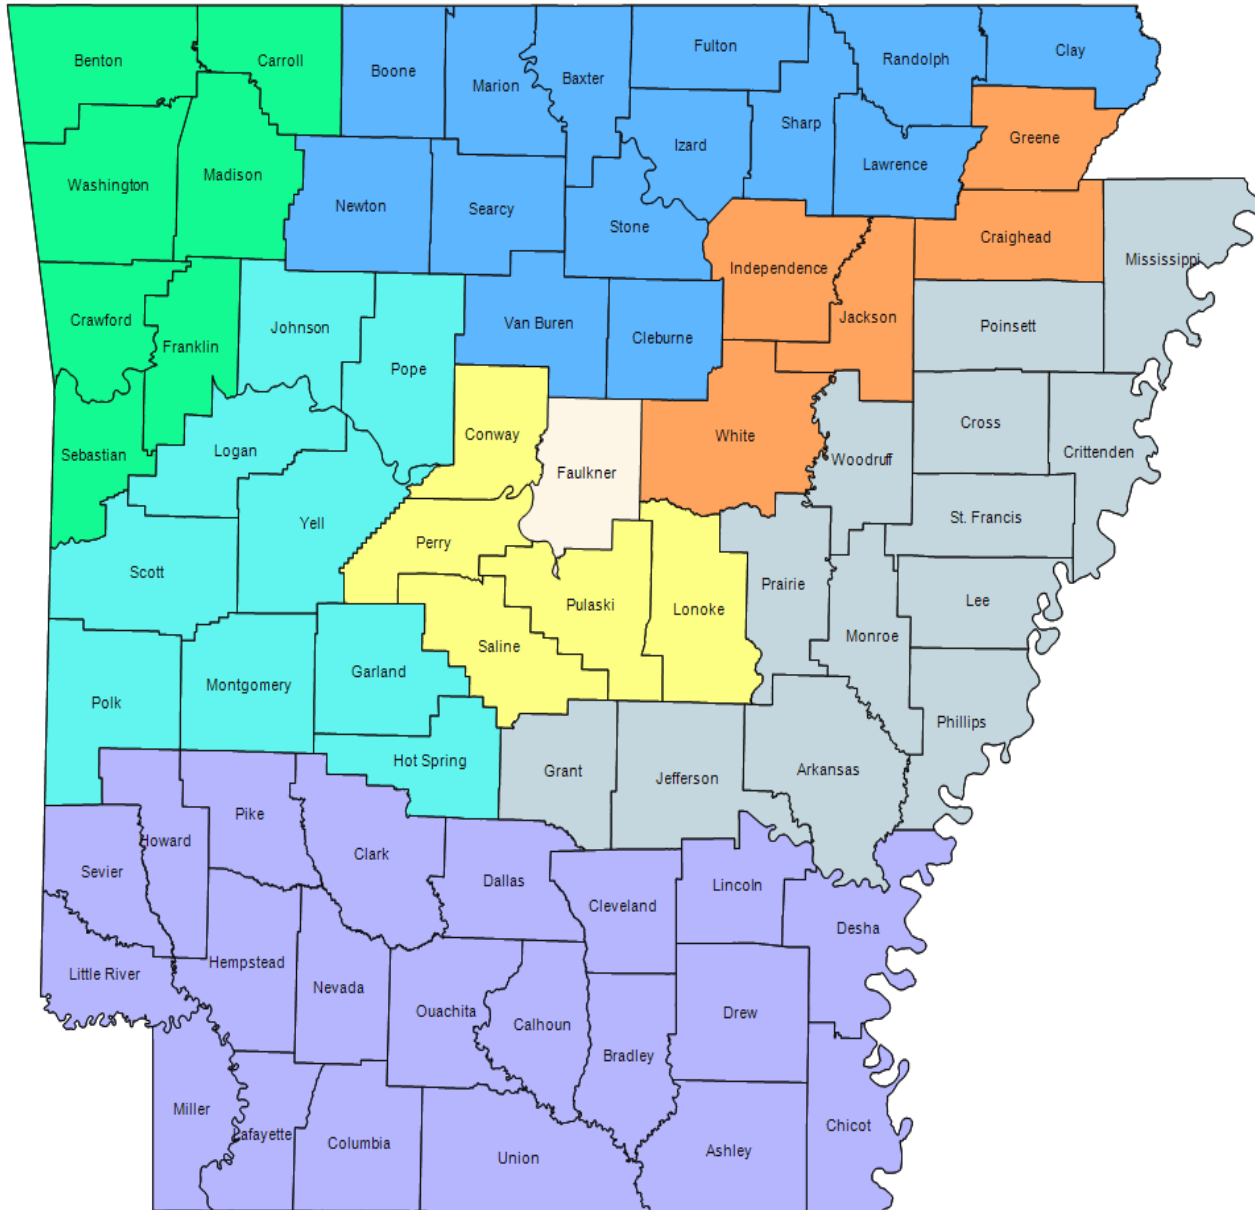 Benton
Carroll
Boone
Marion
Baxter
Fulton
Randolph
Clay
Izard
Sharp
Lawrence
Greene
Washington
Madison
Newton
Searcy
Stone
Independence
Craighead
Mississippi
Crawford
Franklin
Johnson
Pope
Van Buren
Cleburne
Jackson
Poinsett
Sebastian
Logan
Conway
Faulkner
White
Woodruff
Cross
Crittenden
Scott
Yell
Perry
Pulaski
Lonoke
Prairie
St. Francis
Lee
Monroe
Saline
Polk
Montgomery
Garland
Hot Spring
Grant
Jefferson
Arkansas
Phillips
Sevier
Howard
Pike
Clark
Dallas
Cleveland
Lincoln
Desha
Little River
Hempstead
Nevada
Ouachita
Calhoun
Bradley
Drew
Miller
Lafayette
Columbia
Union
Ashley
Chicot